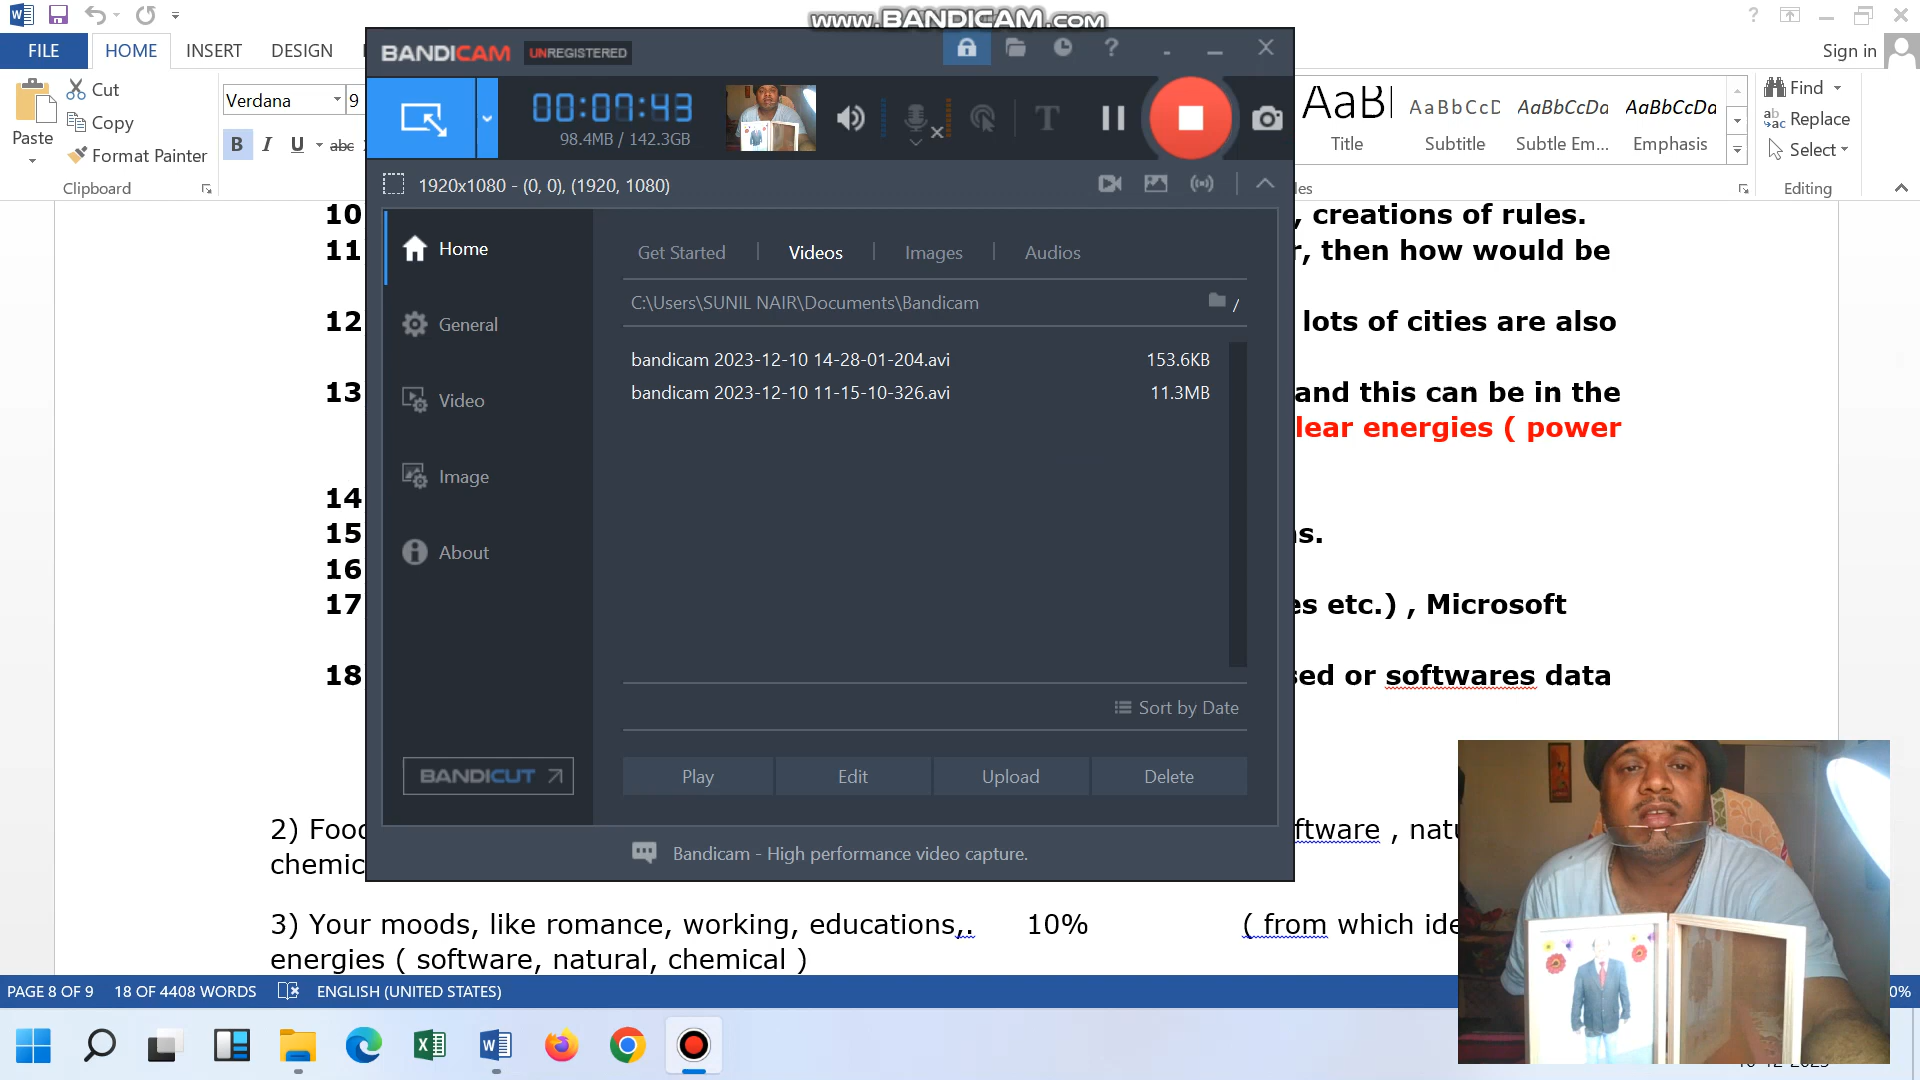 www.BANDICAM.com
FILE HOME INSERT DESIGN
Sign in
BANDICAM UNREGISTERED
Cut
Copy
Format Painter
Paste
Clipboard
Verdana 9
B I U abc
00:07:43
98.4MB / 142.3GB
AaBl AaBbCcD AaBbCcDa AaBbCcDa
Title Subtitle Subtle Em... Emphasis
Find
Replace
Select
Editing
1920x1080 - (0, 0), (1920, 1080)
Home
General
Video
Image
About
BANDICUT
Get Started Videos Images Audios
C:\Users\SUNIL NAIR\Documents\Bandicam
bandicam 2023-12-10 14-28-01-204.avi 153.6KB
bandicam 2023-12-10 11-15-10-326.avi 11.3MB
Sort by Date
Play Edit Upload Delete
Bandicam - High performance video capture.
10 , creations of rules.
11 , then how would be
12 lots of cities are also
13 and this can be in the
lear energies ( power
14
15 s.
16
17 es etc.) , Microsoft
18 sed or softwares data
2) Food ftware , natu
chemic
3) Your moods, like romance, working, educations,. 10% ( from which ide
energies ( software, natural, chemical )
PAGE 8 OF 9 18 OF 4408 WORDS ENGLISH (UNITED STATES)